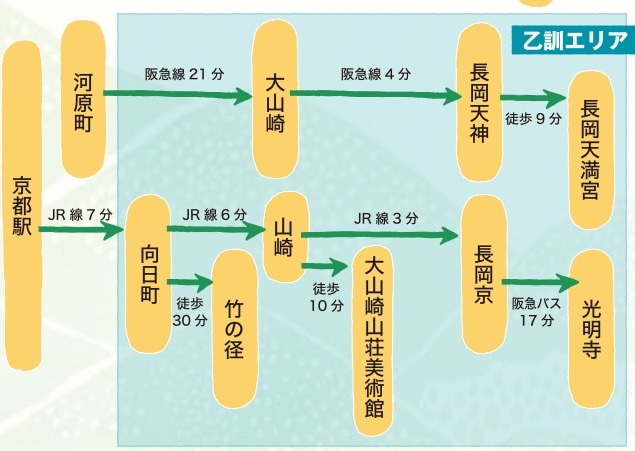 乙訓エリア
河原町
阪急線 21 分
大山崎
阪急線 4 分
長岡天神
徒歩 9 分
長岡天満宮
京都駅
JR 線 7 分
向日町
JR 線 6 分
山崎
JR 線 3 分
長岡京
徒歩
30 分
竹の径
徒歩
10 分
大山崎山荘美術館
阪急バス
17 分
光明寺